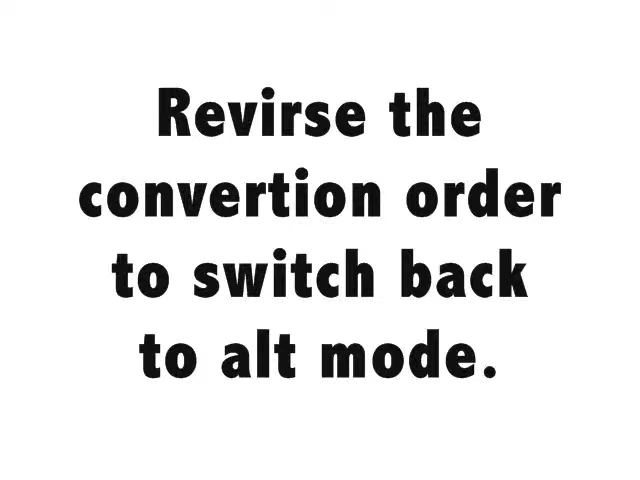 Revirse the
convertion order
to switch back
to alt mode.